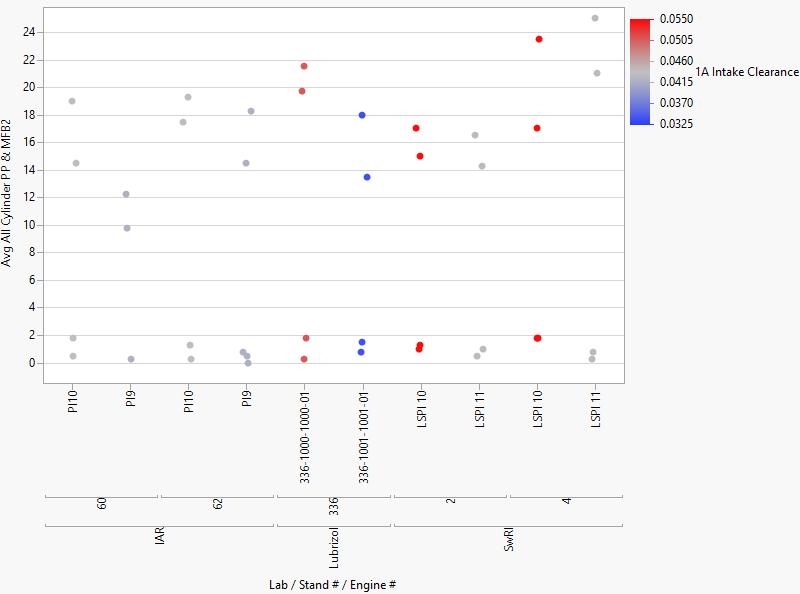 24
22
20
18
16
14
12
10
8
6
4
2
0
Avg All Cylinder PP & MFB2
0.0550
0.0505
0.0460
0.0415
0.0370
0.0325
1A Intake Clearance
PI10
PI9
PI10
PI9
336-1000-1000-01
336-1001-1001-01
LSPI 10
LSPI 11
LSPI 10
LSPI 11
60
62
336
2
4
IAR
Lubrizol
SwRI
Lab / Stand # / Engine #